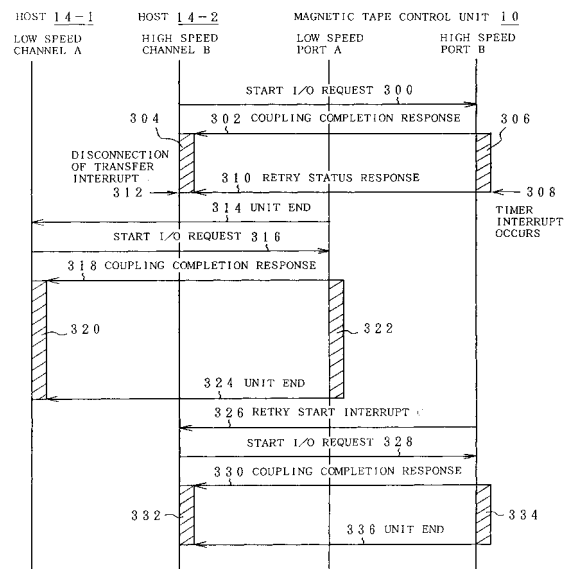 HOST 14-1 HOST 14-2 MAGNETIC TAPE CONTROL UNIT 10
LOW SPEED CHANNEL A
HIGH SPEED CHANNEL B
LOW SPEED PORT A
HIGH SPEED PORT B
START I/O REQUEST 300
304
302 COUPLING COMPLETION RESPONSE
306
DISCONNECTION OF TRANSFER INTERRUPT
312
310 RETRY STATUS RESPONSE
308
TIMER INTERRUPT OCCURS
314 UNIT END
START I/O REQUEST 316
318 COUPLING COMPLETION RESPONSE
320
322
324 UNIT END
326 RETRY START INTERRUPT
START I/O REQUEST 328
330 COUPLING COMPLETION RESPONSE
332
334
336 UNIT END